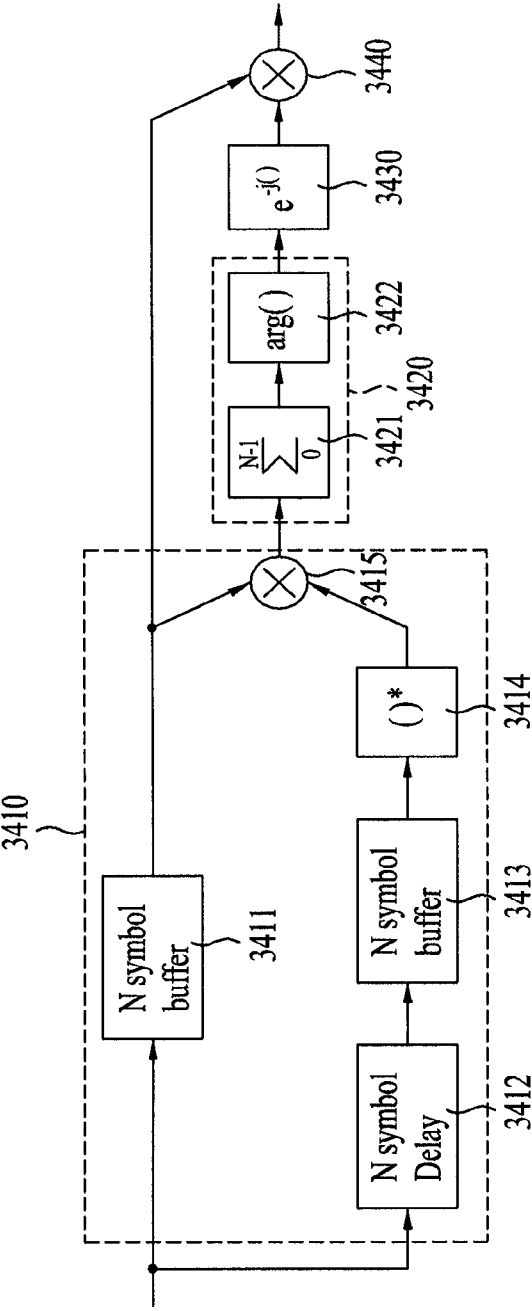 3410
N symbol
buffer
3411
N symbol
Delay
3412
N symbol
buffer
3413
()*
3414
3415
N-1
∑
0
3421
arg( )
3422
3420
e-j()
3430
3440